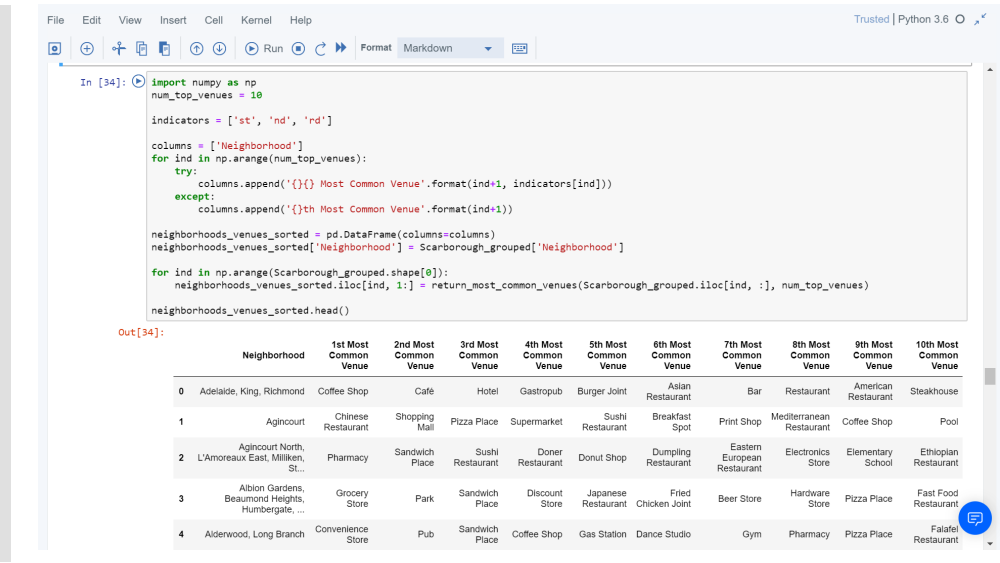 File Edit View Insert Cell Kernel Help Trusted | Python 3.6
Run Format Markdown
In [34]: import numpy as np
num_top_venues = 10
indicators = ['st', 'nd', 'rd']
columns = ['Neighborhood']
for ind in np.arange(num_top_venues):
try:
columns.append('{}{} Most Common Venue'.format(ind+1, indicators[ind]))
except:
columns.append('{}th Most Common Venue'.format(ind+1))
neighborhoods_venues_sorted = pd.DataFrame(columns=columns)
neighborhoods_venues_sorted['Neighborhood'] = Scarborough_grouped['Neighborhood']
for ind in np.arange(Scarborough_grouped.shape[0]):
neighborhoods_venues_sorted.iloc[ind, 1:] = return_most_common_venues(Scarborough_grouped.iloc[ind, :], num_top_venues)
neighborhoods_venues_sorted.head()
Out[34]:
1st Most 2nd Most 3rd Most 4th Most 5th Most 6th Most 7th Most 8th Most 9th Most 10th Most
Neighborhood Common Common Common Common Common Common Common Common Common Common
Venue Venue Venue Venue Venue Venue Venue Venue Venue Venue
0 Adelaide, King, Richmond Coffee Shop Café Hotel Gastropub Burger Joint Asian Restaurant Bar Restaurant American Restaurant Steakhouse
1 Agincourt Chinese Restaurant Shopping Mall Pizza Place Supermarket Sushi Restaurant Breakfast Spot Print Shop Mediterranean Restaurant Coffee Shop Pool
2 Agincourt North, L'Amoreaux East, Milliken, St... Pharmacy Sandwich Place Sushi Restaurant Doner Restaurant Donut Shop Dumpling Restaurant Eastern European Restaurant Electronics Store Elementary School Ethiopian Restaurant
3 Albion Gardens, Beaumond Heights, Humbergate, ... Grocery Store Park Sandwich Place Discount Store Japanese Restaurant Fried Chicken Joint Beer Store Hardware Store Pizza Place Fast Food Restaurant
4 Alderwood, Long Branch Convenience Store Pub Sandwich Place Coffee Shop Gas Station Dance Studio Gym Pharmacy Pizza Place Falafel Restaurant